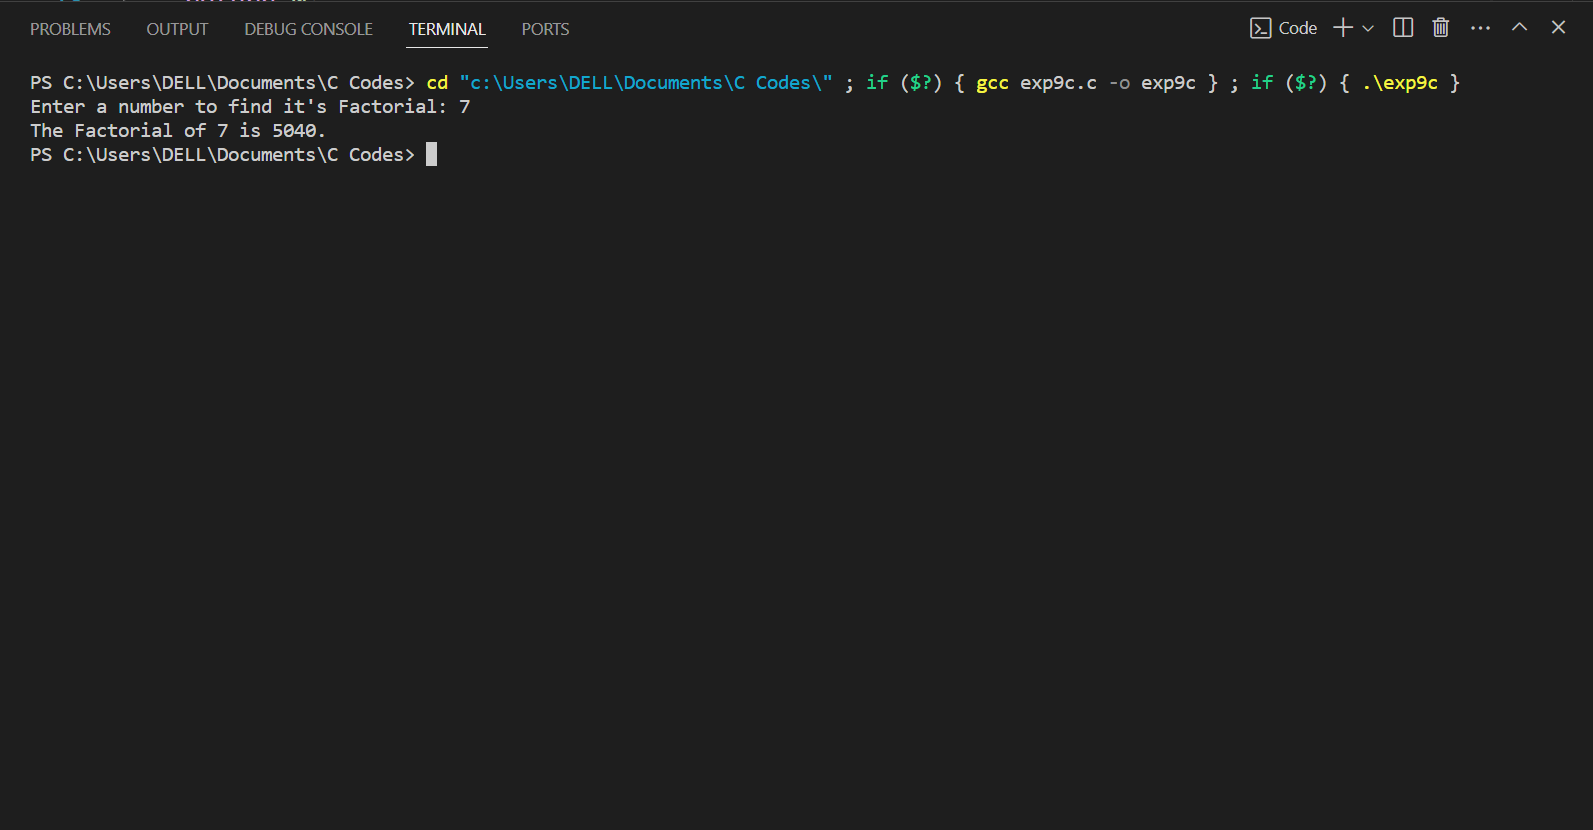 PROBLEMS OUTPUT DEBUG CONSOLE TERMINAL PORTS Code
PS C:\Users\DELL\Documents\C Codes> cd "c:\Users\DELL\Documents\C Codes\" ; if ($?) { gcc exp9c.c -o exp9c } ; if ($?) { .\exp9c }
Enter a number to find it's Factorial: 7
The Factorial of 7 is 5040.
PS C:\Users\DELL\Documents\C Codes>